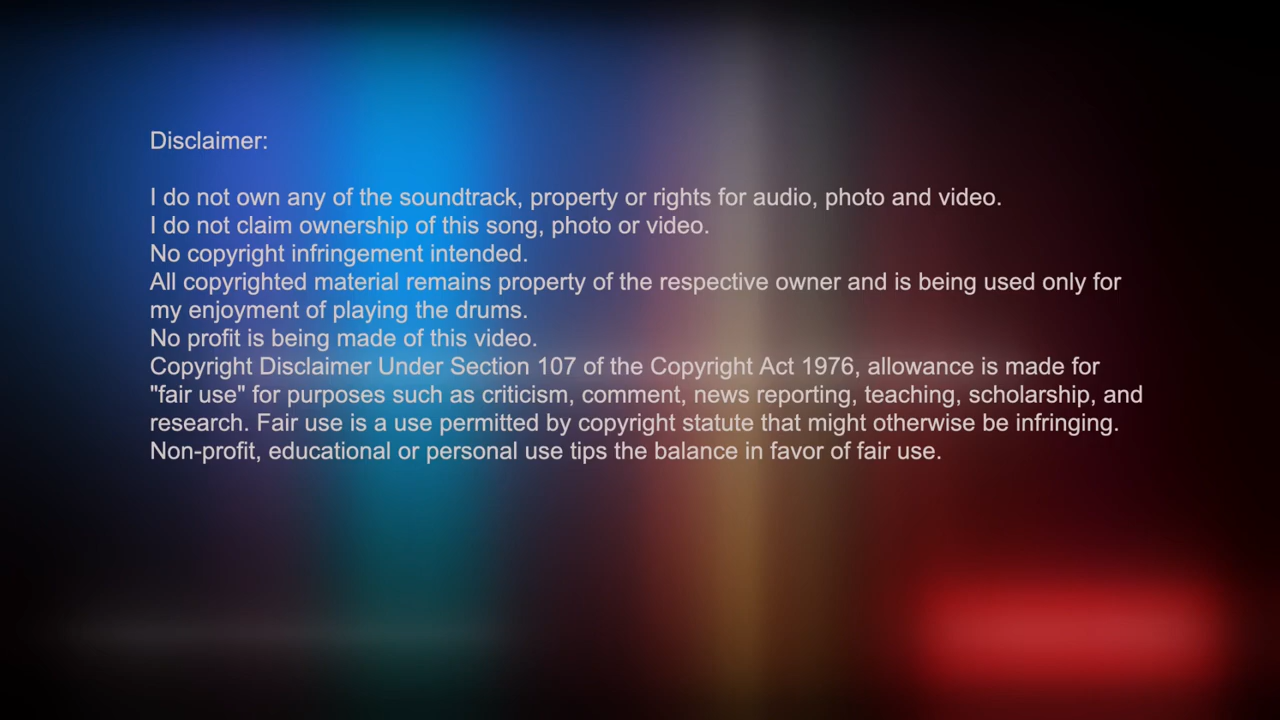 Disclaimer:
I do not own any of the soundtrack, property or rights for audio, photo and video.
I do not claim ownership of this song, photo or video.
No copyright infringement intended.
All copyrighted material remains property of the respective owner and is being used only for
my enjoyment of playing the drums.
No profit is being made of this video.
Copyright Disclaimer Under Section 107 of the Copyright Act 1976, allowance is made for
"fair use" for purposes such as criticism, comment, news reporting, teaching, scholarship, and
research. Fair use is a use permitted by copyright statute that might otherwise be infringing.
Non-profit, educational or personal use tips the balance in favor of fair use.